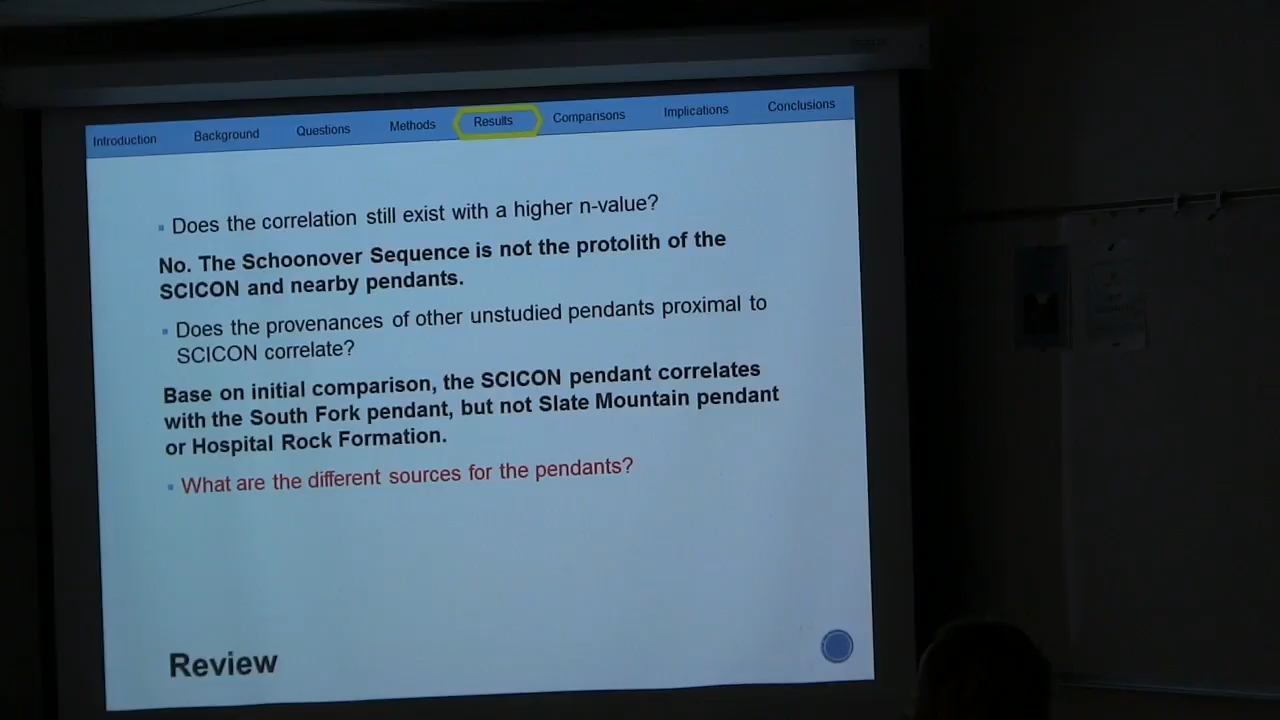 Introduction Background Questions Methods Results Comparisons Implications Conclusions
Does the correlation still exist with a higher n-value?
No. The Schoonover Sequence is not the protolith of the
SCICON and nearby pendants.
Does the provenances of other unstudied pendants proximal to
SCICON correlate?
Base on initial comparison, the SCICON pendant correlates
with the South Fork pendant, but not Slate Mountain pendant
or Hospital Rock Formation.
What are the different sources for the pendants?
Review